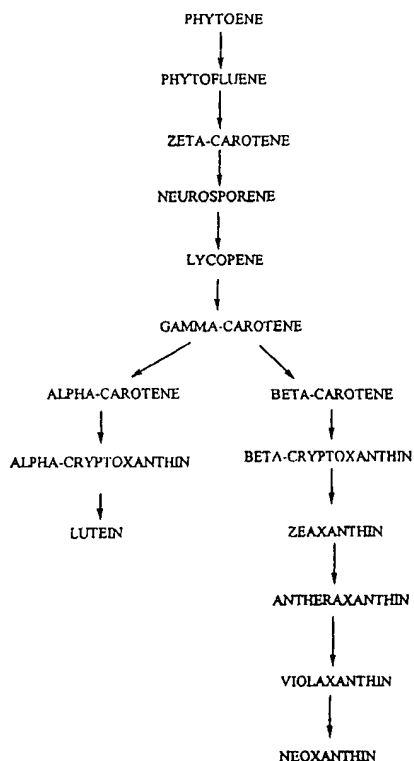 PHYTOENE
PHYTOFLUENE
ZETA-CAROTENE
NEUROSPORENE
LYCOPENE
GAMMA-CAROTENE
ALPHA-CAROTENE BETA-CAROTENE
ALPHA-CRYPTOXANTHIN BETA-CRYPTOXANTHIN
LUTEIN ZEAXANTHIN
ANTHERAXANTHIN
VIOLAXANTHIN
NEOXANTHIN